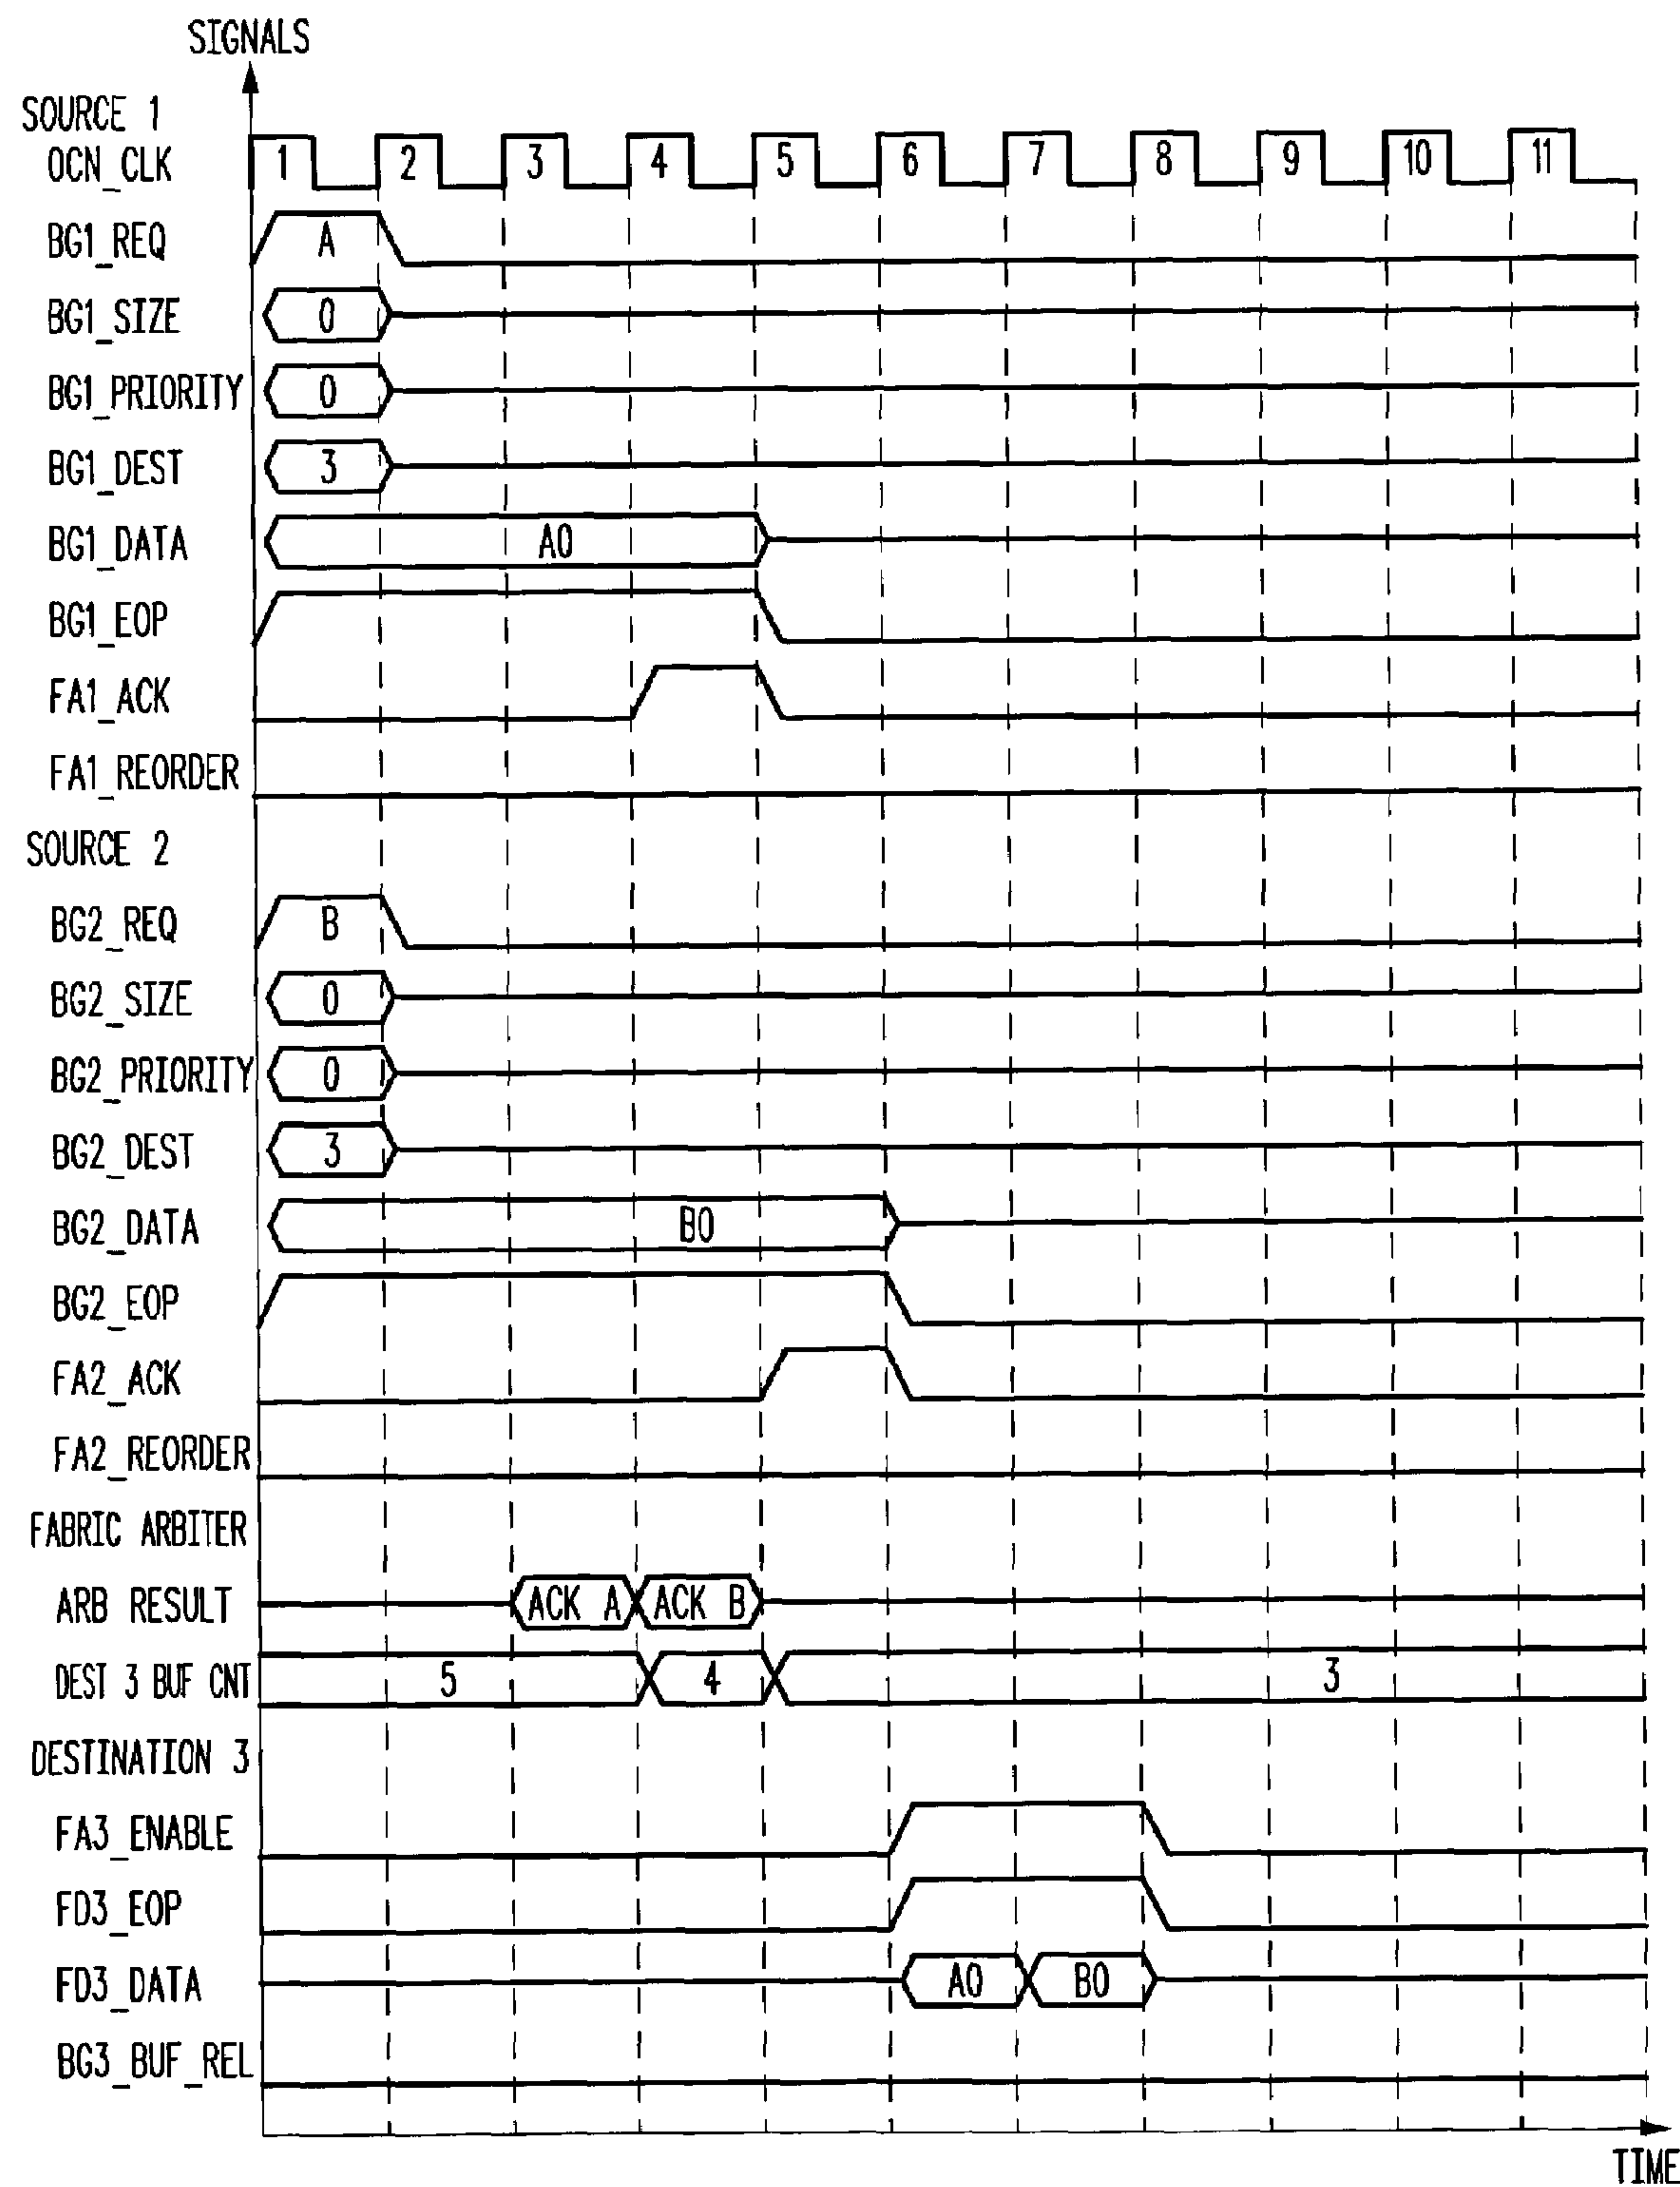 SIGNALS
SOURCE 1
OCN_CLK 1 2 3 4 5 6 7 8 9 10 11
BG1_REQ A
BG1_SIZE 0
BG1_PRIORITY 0
BG1_DEST 3
BG1_DATA A0
BG1_EOP
FA1_ACK
FA1_REORDER
SOURCE 2
BG2_REQ B
BG2_SIZE 0
BG2_PRIORITY 0
BG2_DEST 3
BG2_DATA B0
BG2_EOP
FA2_ACK
FA2_REORDER
FABRIC ARBITER
ARB RESULT ACK A ACK B
DEST 3 BUF CNT 5 4 3
DESTINATION 3
FA3_ENABLE
FD3_EOP
FD3_DATA A0 B0
BG3_BUF_REL
TIME